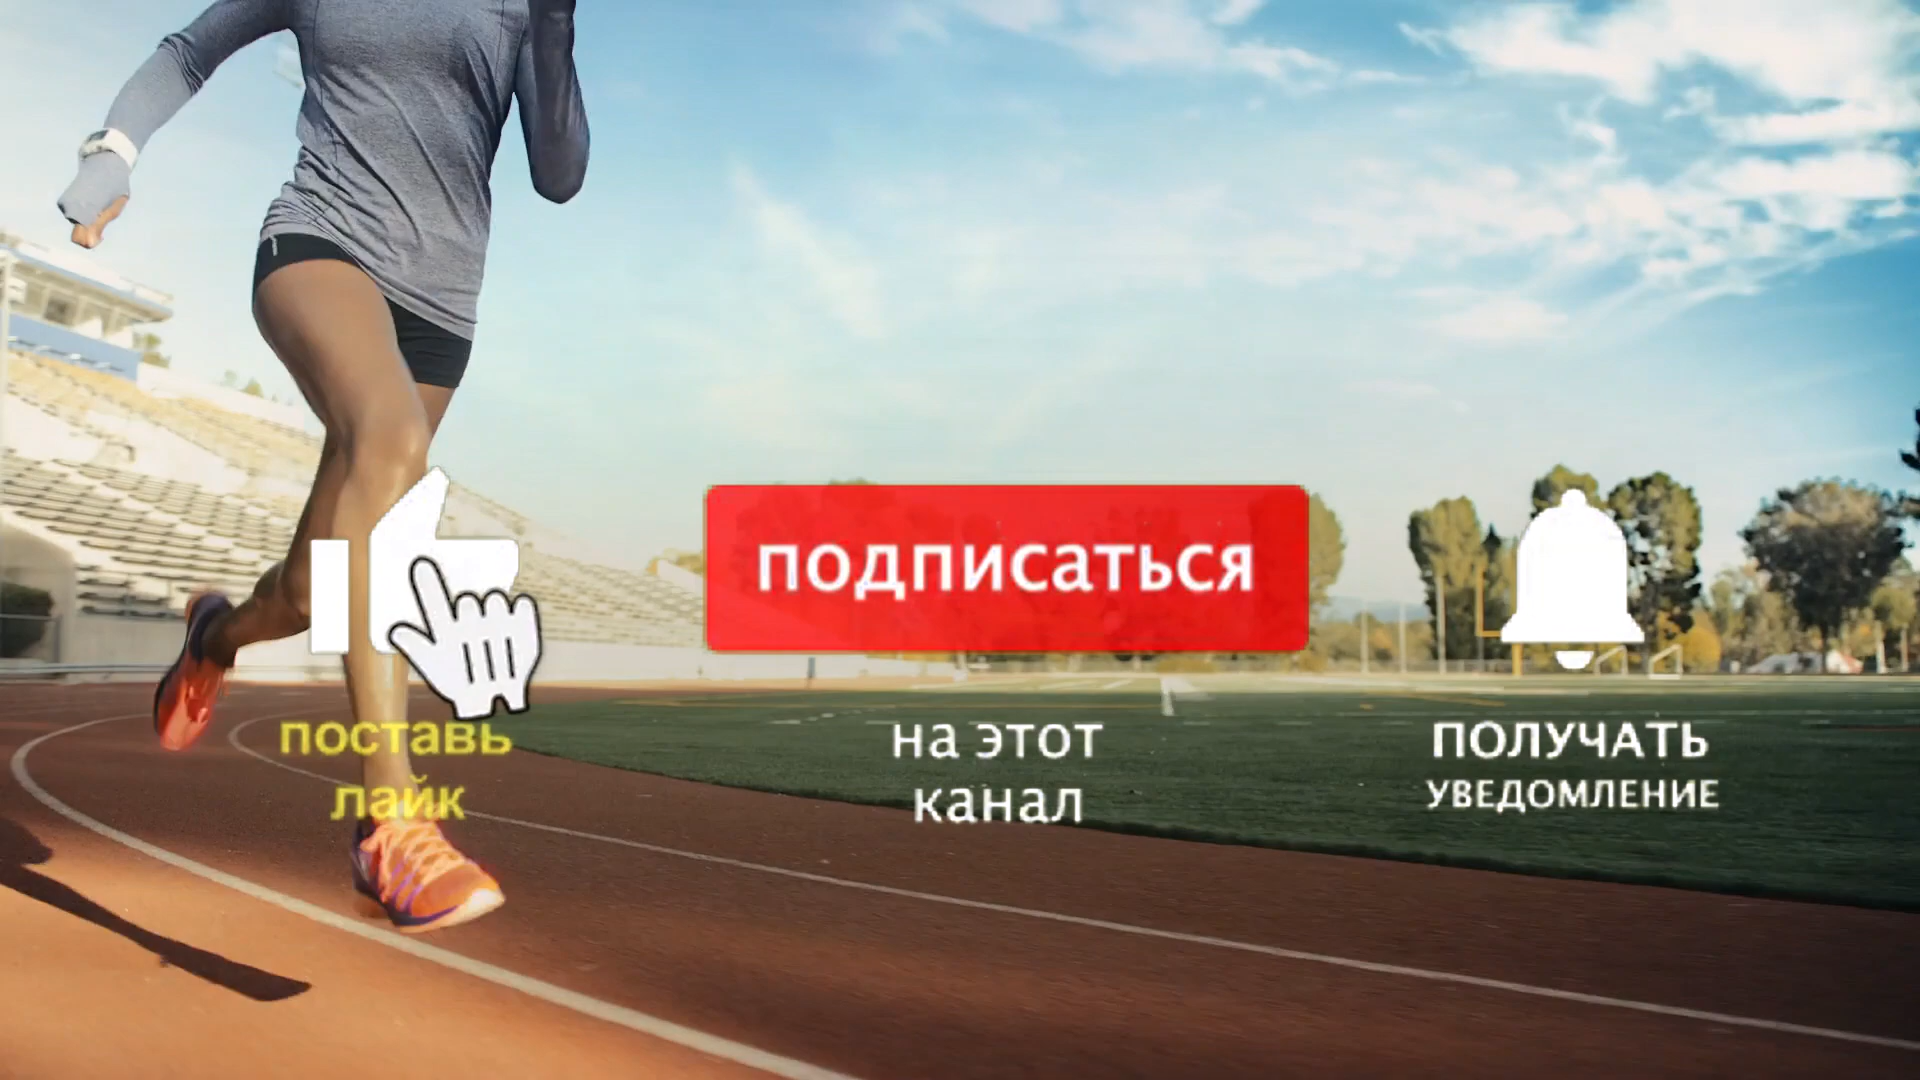 поставь
лайк
ПОДПИСАТЬСЯ
на этот
канал
ПОЛУЧАТЬ
УВЕДОМЛЕНИЕ